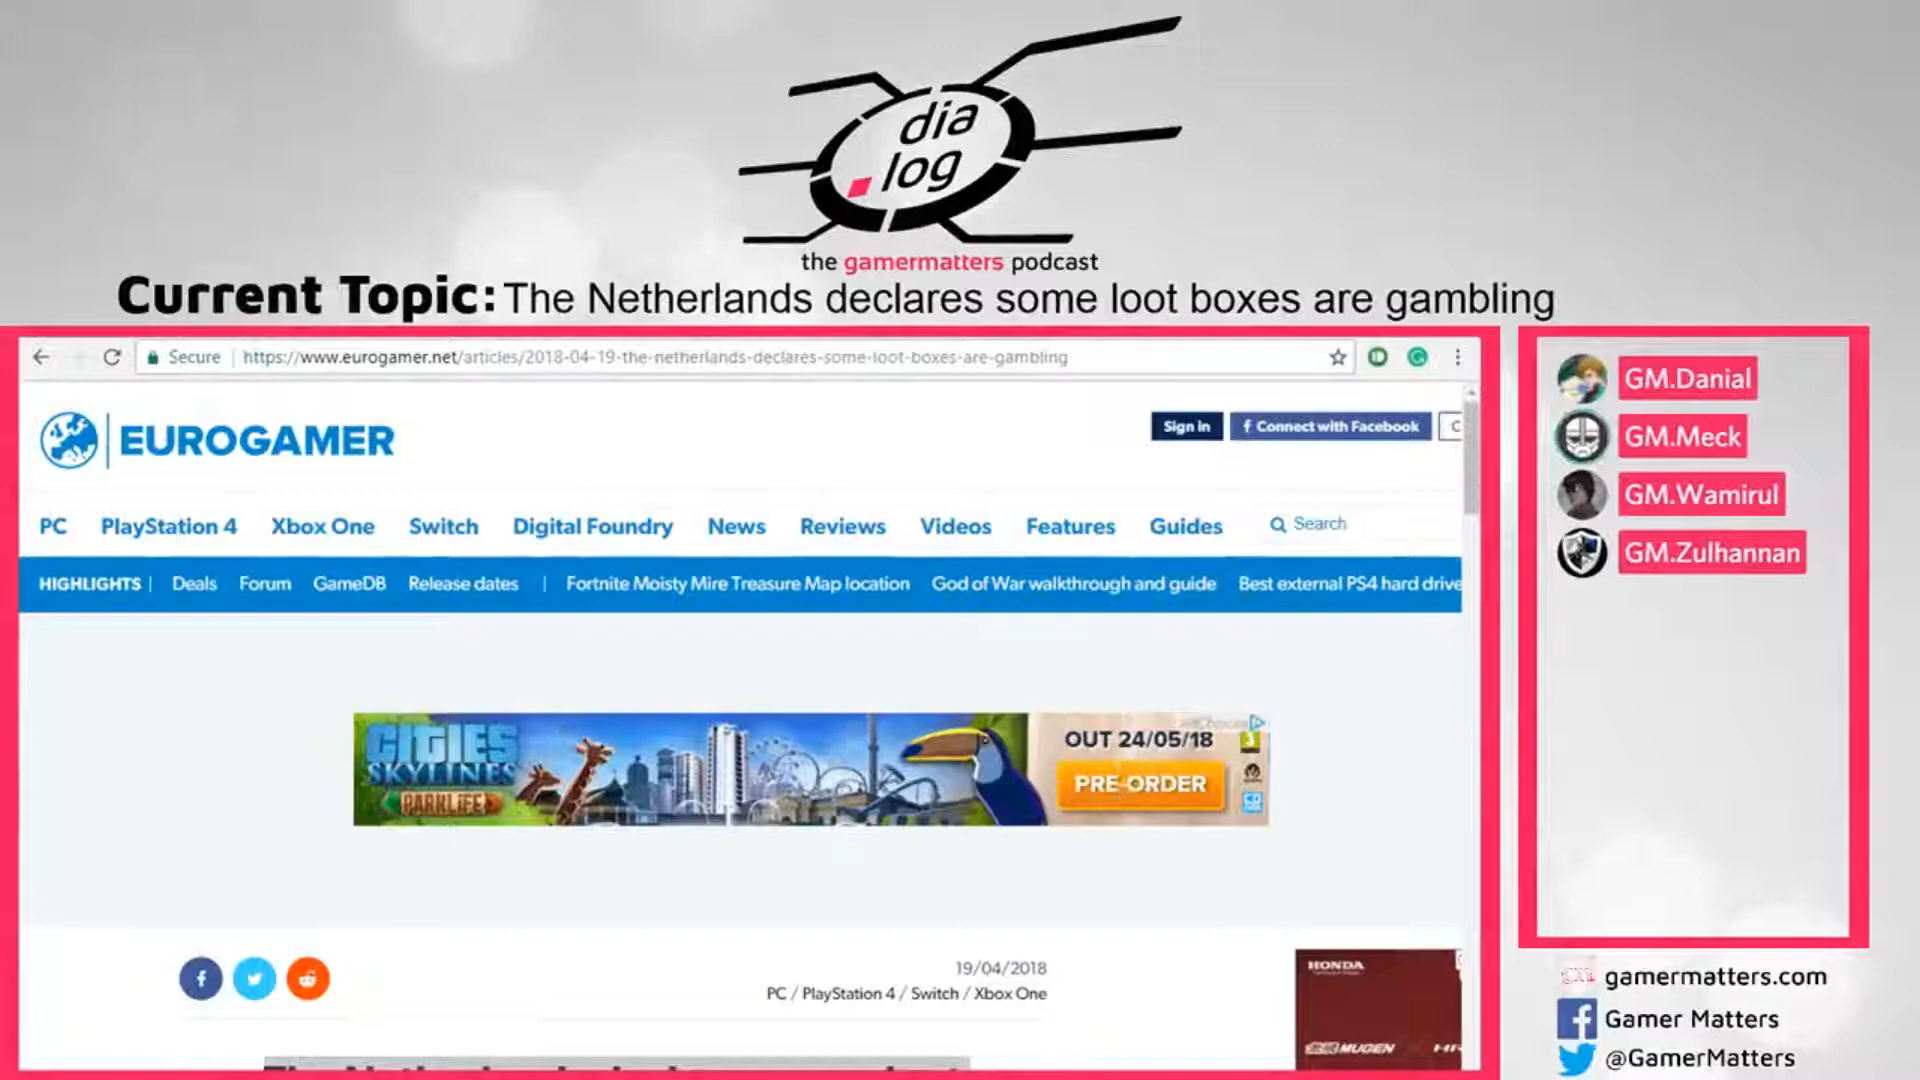 dia
.log
the gamermatters podcast
Current Topic: The Netherlands declares some loot boxes are gambling
Secure | https://www.eurogamer.net/articles/2018-04-19-the-netherlands-declares-some-loot-boxes-are-gambling
EUROGAMER
Sign in
f Connect with Facebook
PC PlayStation 4 Xbox One Switch Digital Foundry News Reviews Videos Features Guides Search
HIGHLIGHTS | Deals Forum GameDB Release dates | Fortnite Moisty Mire Treasure Map location God of War walkthrough and guide Best external PS4 hard drive
CITIES
SKYLINES
PARKLIFE
OUT 24/05/18
PRE-ORDER
3
19/04/2018
PC / PlayStation 4 / Switch / Xbox One
HONDA
MUGEN
GM.Danial
GM.Meck
GM.Wamirul
GM.Zulhannan
gamermatters.com
Gamer Matters
@GamerMatters